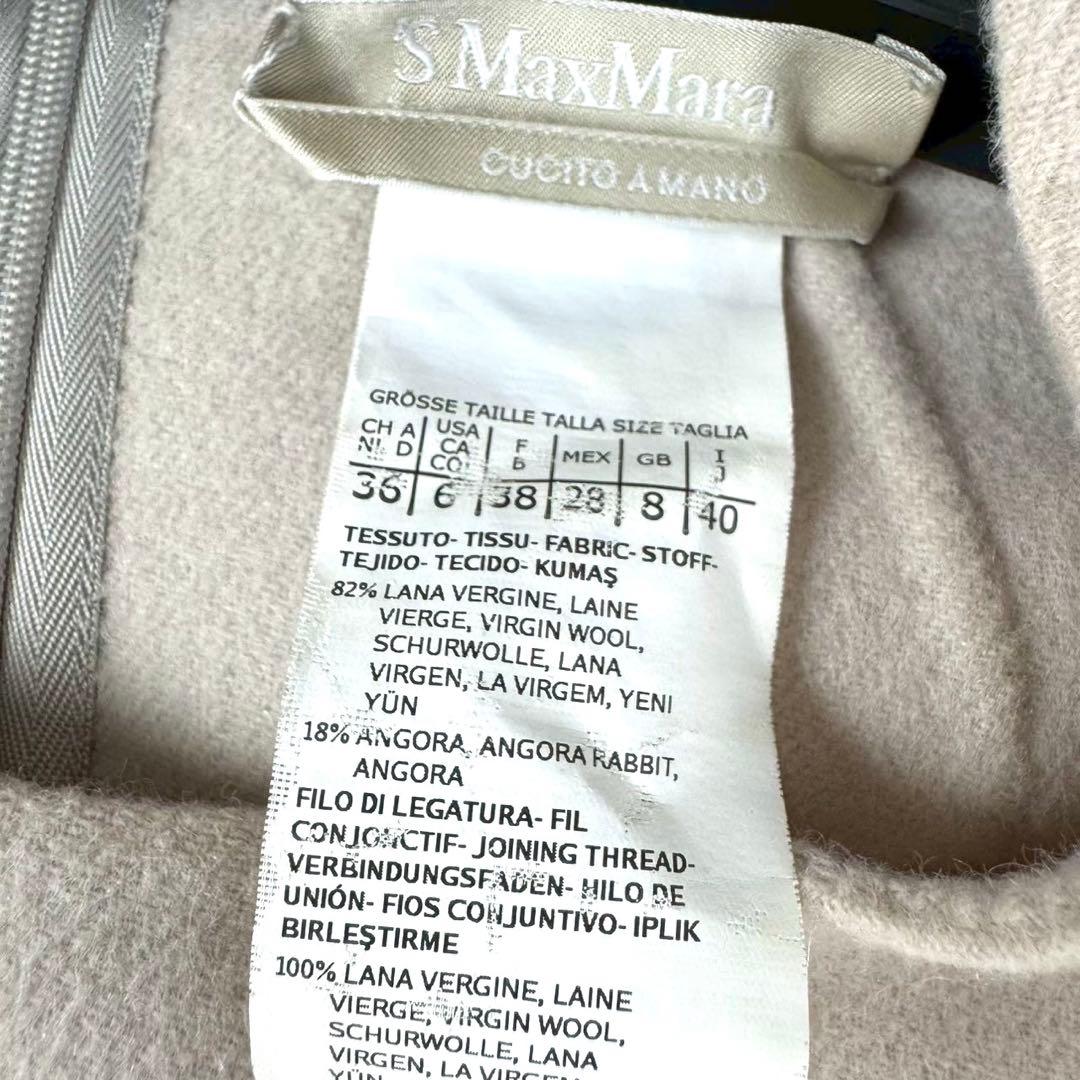 'S MaxMara
CUCITO A MANO
GRÖSSE TAILLE TALLA SIZE TAGLIA
CH A USA F MEX GB I
NL D CA B J
CO
36 6 38 28 8 40
TESSUTO- TISSU- FABRIC- STOFF-
TEJIDO- TECIDO- KUMAŞ
82% LANA VERGINE, LAINE
VIERGE, VIRGIN WOOL,
SCHURWOLLE, LANA
VIRGEN, LA VIRGEM, YENI
YÜN
18% ANGORA, ANGORA RABBIT,
ANGORA
FILO DI LEGATURA- FIL
CONJONCTIF- JOINING THREAD-
VERBINDUNGSFADEN- HILO DE
UNIÓN- FIOS CONJUNTIVO- IPLIK
BIRLEŞTIRME
100% LANA VERGINE, LAINE
VIERGE, VIRGIN WOOL,
SCHURWOLLE, LANA
VIRGEN, LA VIRGEM,
YÜN